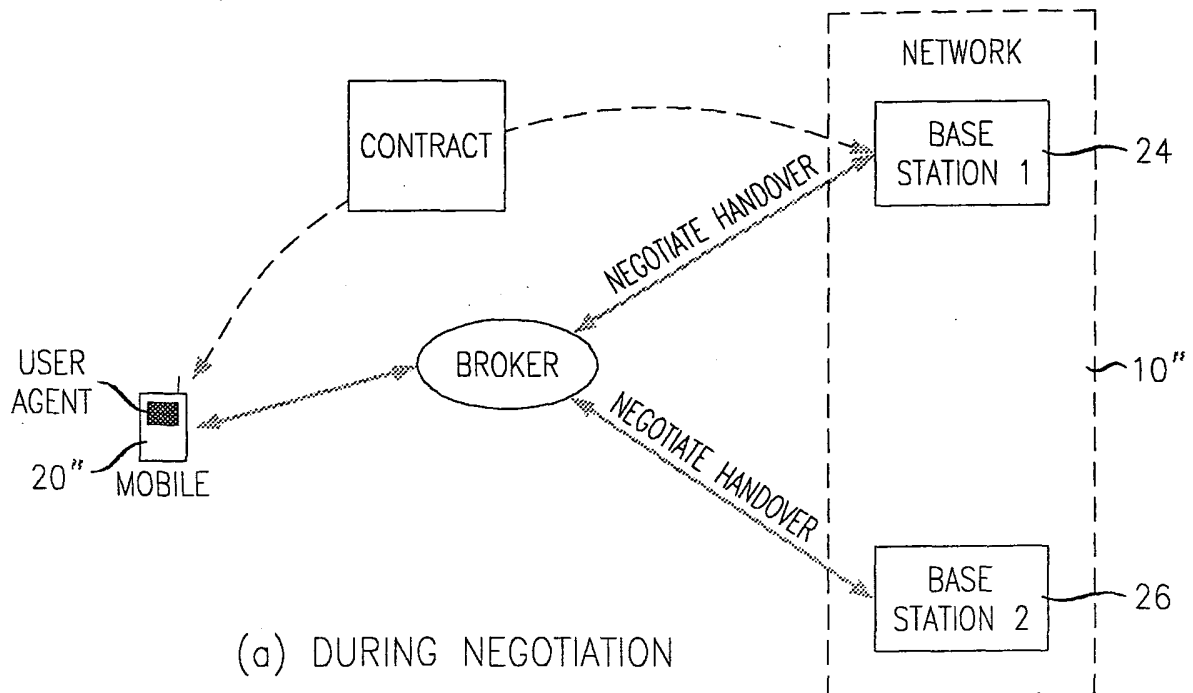 NETWORK
CONTRACT
BASE
STATION 1
24
NEGOTIATE HANDOVER
BROKER
USER
AGENT
10"
20"
MOBILE
NEGOTIATE HANDOVER
BASE
STATION 2
26
(a) DURING NEGOTIATION